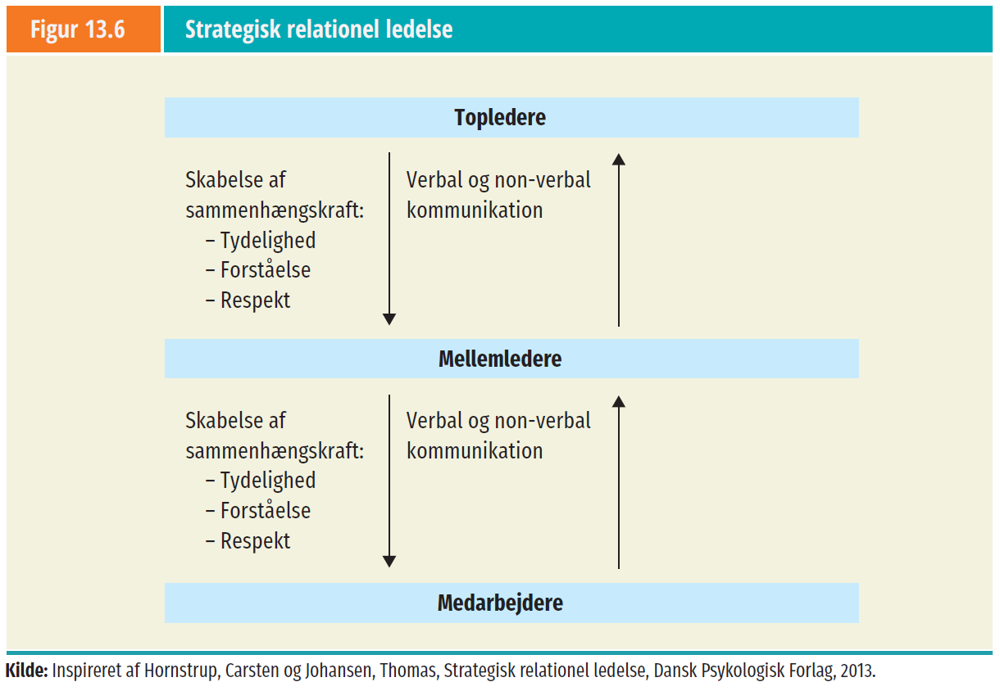 Figur 13.6
Strategisk relationel ledelse
Topledere
Skabelse af
sammenhængskraft:
– Tydelighed
– Forståelse
– Respekt
Verbal og non-verbal
kommunikation
Mellemledere
Skabelse af
sammenhængskraft:
– Tydelighed
– Forståelse
– Respekt
Verbal og non-verbal
kommunikation
Medarbejdere
Kilde: Inspireret af Hornstrup, Carsten og Johansen, Thomas, Strategisk relationel ledelse, Dansk Psykologisk Forlag, 2013.